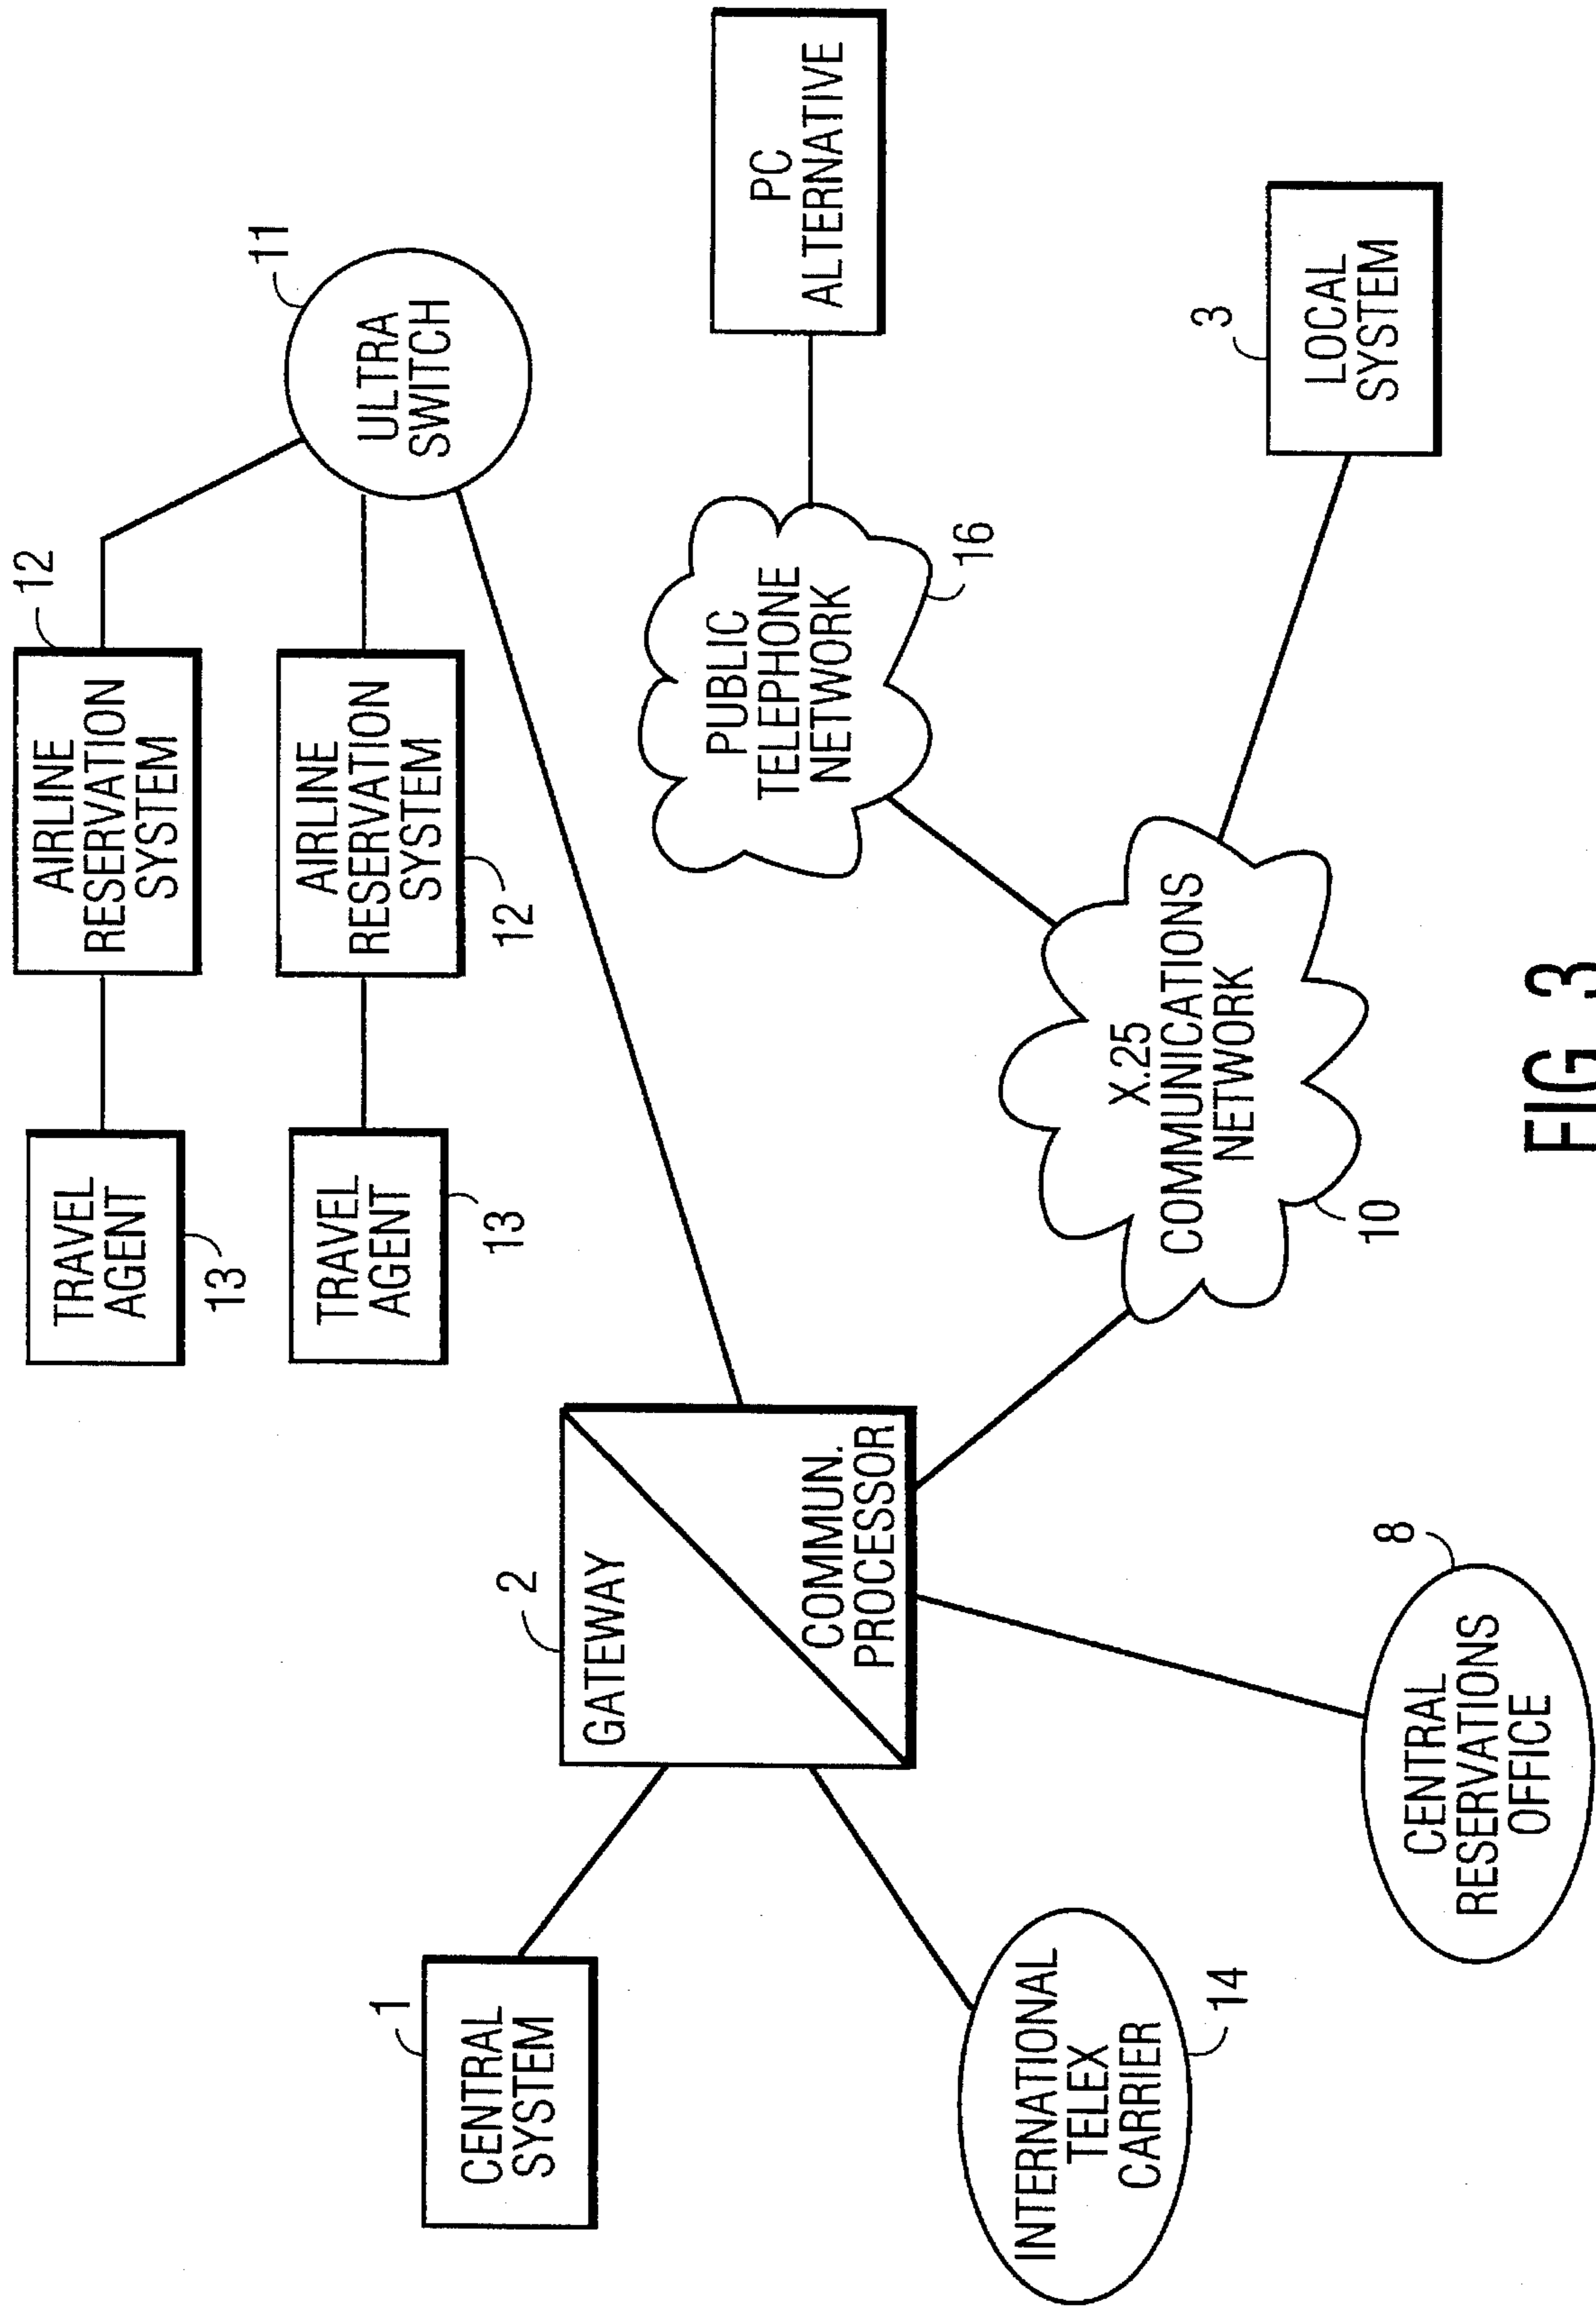 TRAVEL
AGENT
13
AIRLINE
RESERVATION
SYSTEM
12
TRAVEL
AGENT
13
AIRLINE
RESERVATION
SYSTEM
12
ULTRA
SWITCH
11
1
CENTRAL
SYSTEM
2
GATEWAY
COMMUN.
PROCESSOR
PUBLIC
TELEPHONE
NETWORK
16
PC
ALTERNATIVE
INTERNATIONAL
TELEX
CARRIER
14
X.25
COMMUNICATIONS
NETWORK
10
3
LOCAL
SYSTEM
8
CENTRAL
RESERVATIONS
OFFICE
FIG. 3